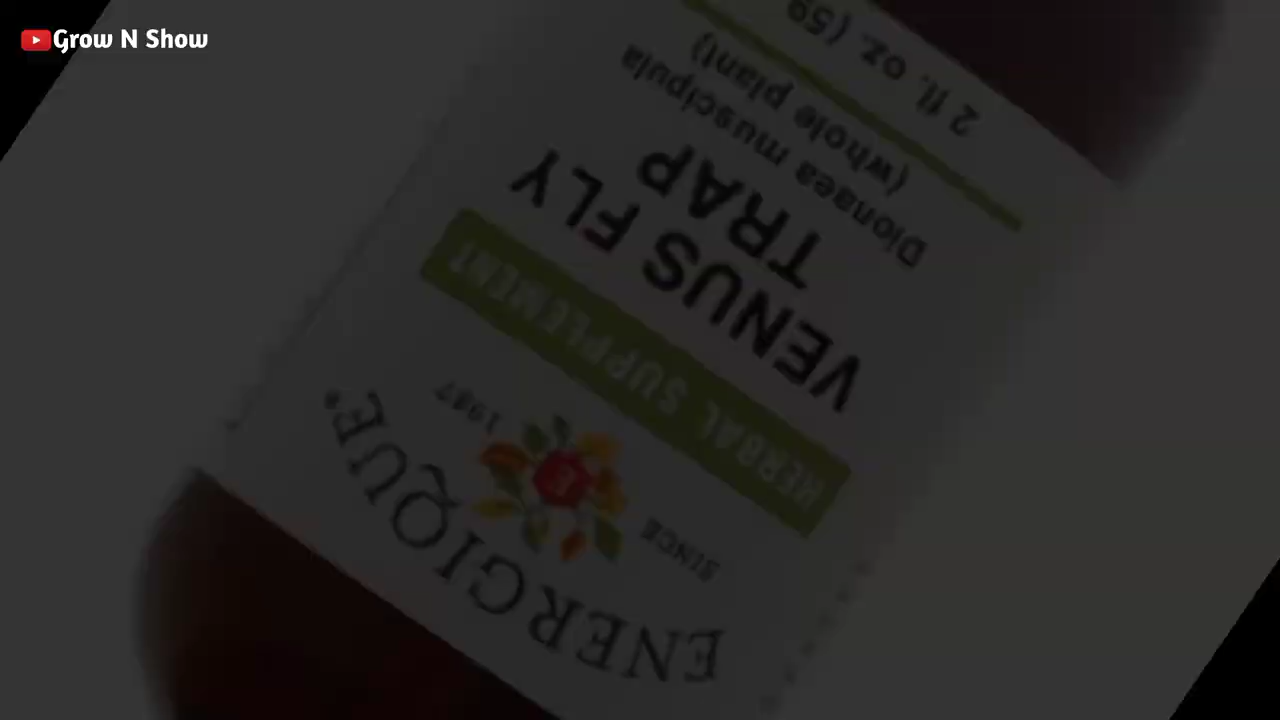 Grow N Show
ENERGIQUE®
SINCE 1987
HERBAL SUPPLEMENT
VENUS FLY
TRAP
Dionaea muscipula
(whole plant)
2 fl. oz. (59